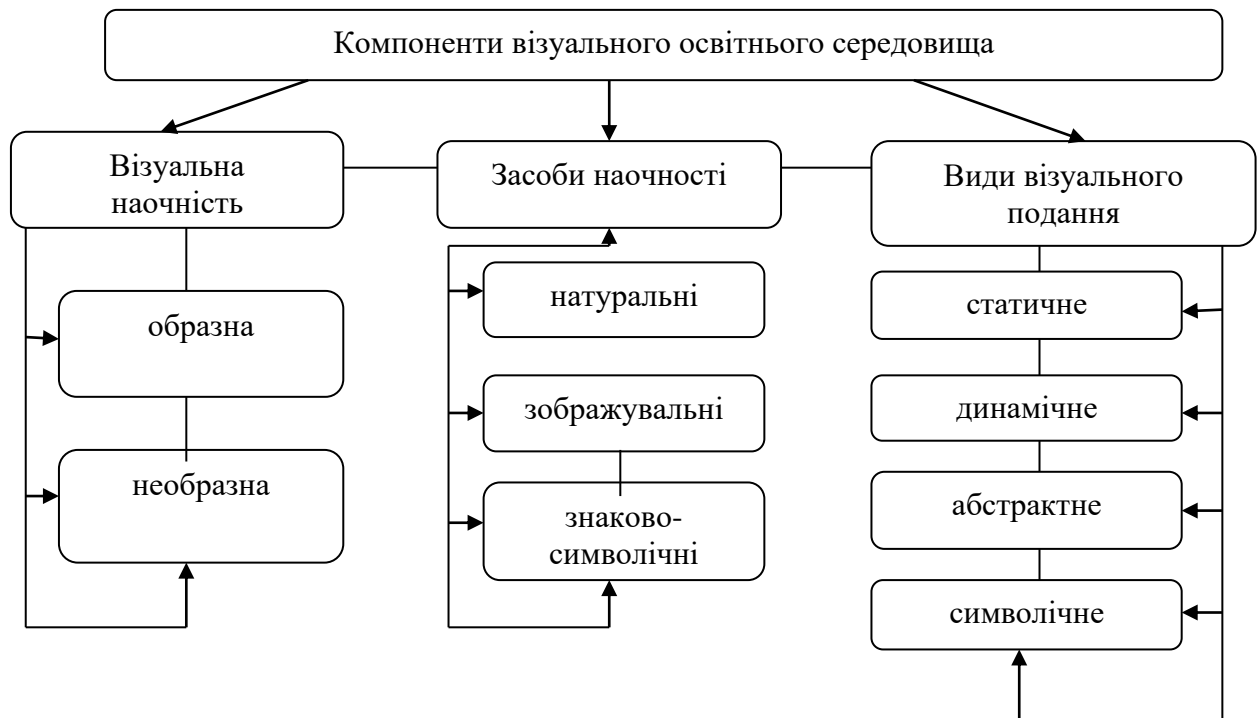 Компоненти візуального освітнього середовища
Візуальна
наочність
образна
необразна
Засоби наочності
натуральні
зображувальні
знаково-
символічні
Види візуального
подання
статичне
динамічне
абстрактне
символічне